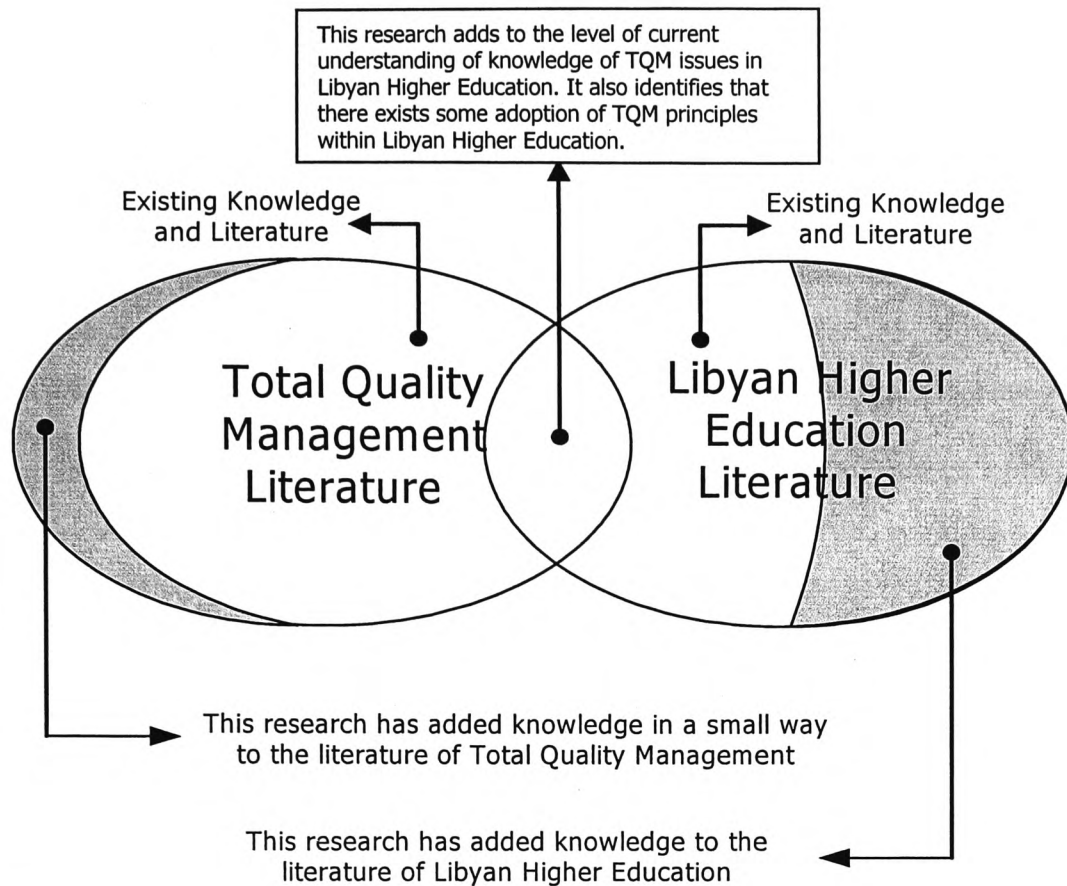 This research adds to the level of current
understanding of knowledge of TQM issues in
Libyan Higher Education. It also identifies that
there exists some adoption of TQM principles
within Libyan Higher Education.
Existing Knowledge
and Literature
Existing Knowledge
and Literature
Total Quality
Management
Literature
Libyan Higher
Education
Literature
This research has added knowledge in a small way
to the literature of Total Quality Management
This research has added knowledge to the
literature of Libyan Higher Education